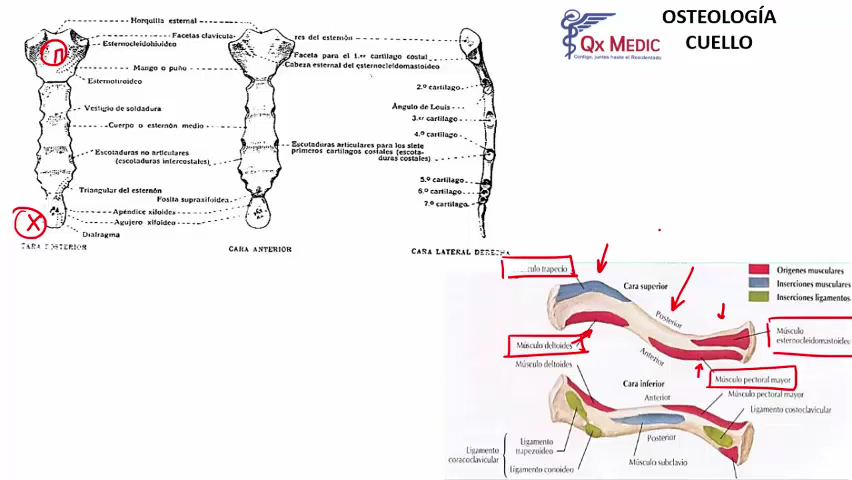 OSTEOLOGÍA
CUELLO
QX MEDIC
Contigo, juntos hasta el Residentado
Horquilla esternal
Facetas clavicula
Esternocleidohioideo
Mango o puño
Esternotiroideo
Vestigio de soldadura
Cuerpo o esternón medio
Escotaduras no articulares
(escotaduras intercostales)
Triangular del esternón
Fosita supraxifoidea
Apéndice xifoides
Agujero xifoideo
Diafragma
CARA POSTERIOR
CARA ANTERIOR
res del esternón
Faceta para el 1.er cartílago costal
Cabeza esternal del esternocleidomastoideo
2.º cartílago
Ángulo de Louis
3.er cartílago
4.º cartílago
Escotaduras articulares para los siete
primeros cartílagos costales (escota-
duras costales)
5.º cartílago
6.º cartílago
7.º cartílago
CARA LATERAL DERECHA
X
culo trapecio
Cara superior
Posterior
Músculo deltoides
Anterior
Músculo
esternocleidomastoideo
Músculo pectoral mayor
Orígenes musculares
Inserciones musculares
Inserciones ligamentos
Músculo deltoides
Cara inferior
Anterior
Músculo pectoral mayor
Ligamento costoclavicular
Posterior
Ligamento
coracoclavicular
Ligamento
trapezoideo
Ligamento conoideo
Músculo subclavio